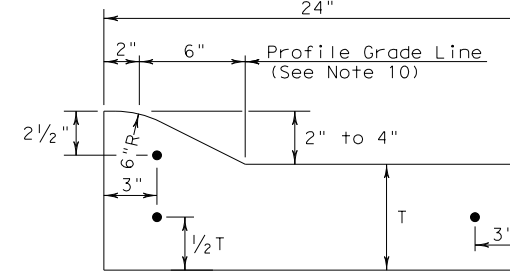 24"
2"
6"
Profile Grade Line
(See Note 10)
2½"
6"R
2" to 4"
3"
T
½T
3"